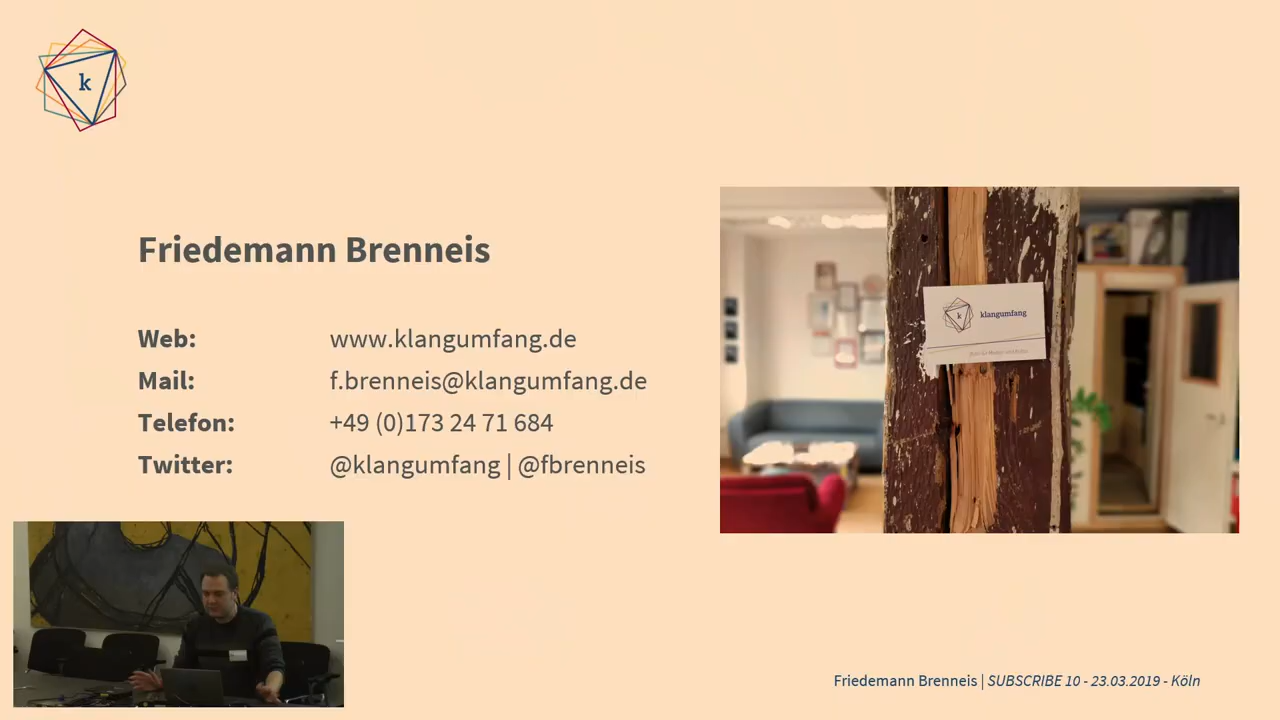 k
Friedemann Brenneis
Web: www.klangumfang.de
Mail: f.brenneis@klangumfang.de
Telefon: +49 (0)173 24 71 684
Twitter: @klangumfang | @fbrenneis
k klangumfang
Friedemann Brenneis | SUBSCRIBE 10 - 23.03.2019 - Köln